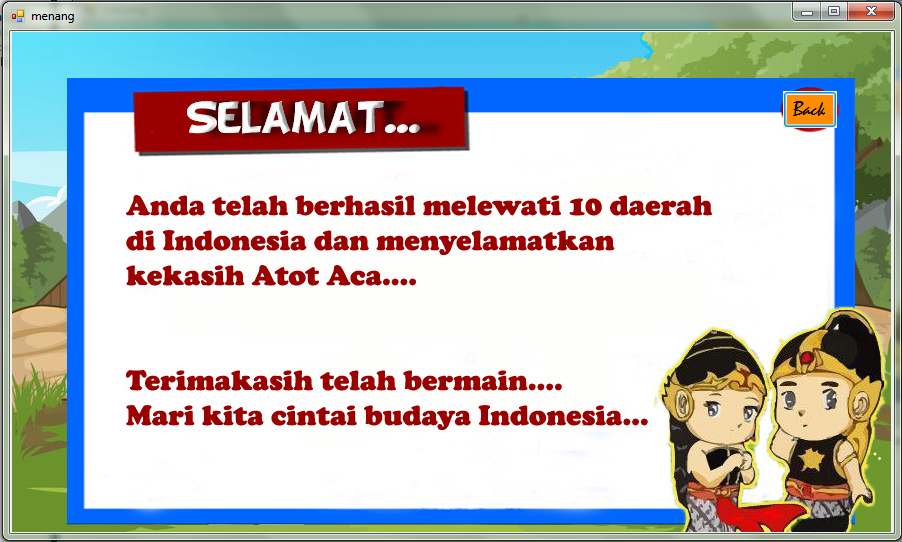 menang
SELAMAT...
Back
Anda telah berhasil melewati 10 daerah
di Indonesia dan menyelamatkan
kekasih Atot Aca....
Terimakasih telah bermain....
Mari kita cintai budaya Indonesia...